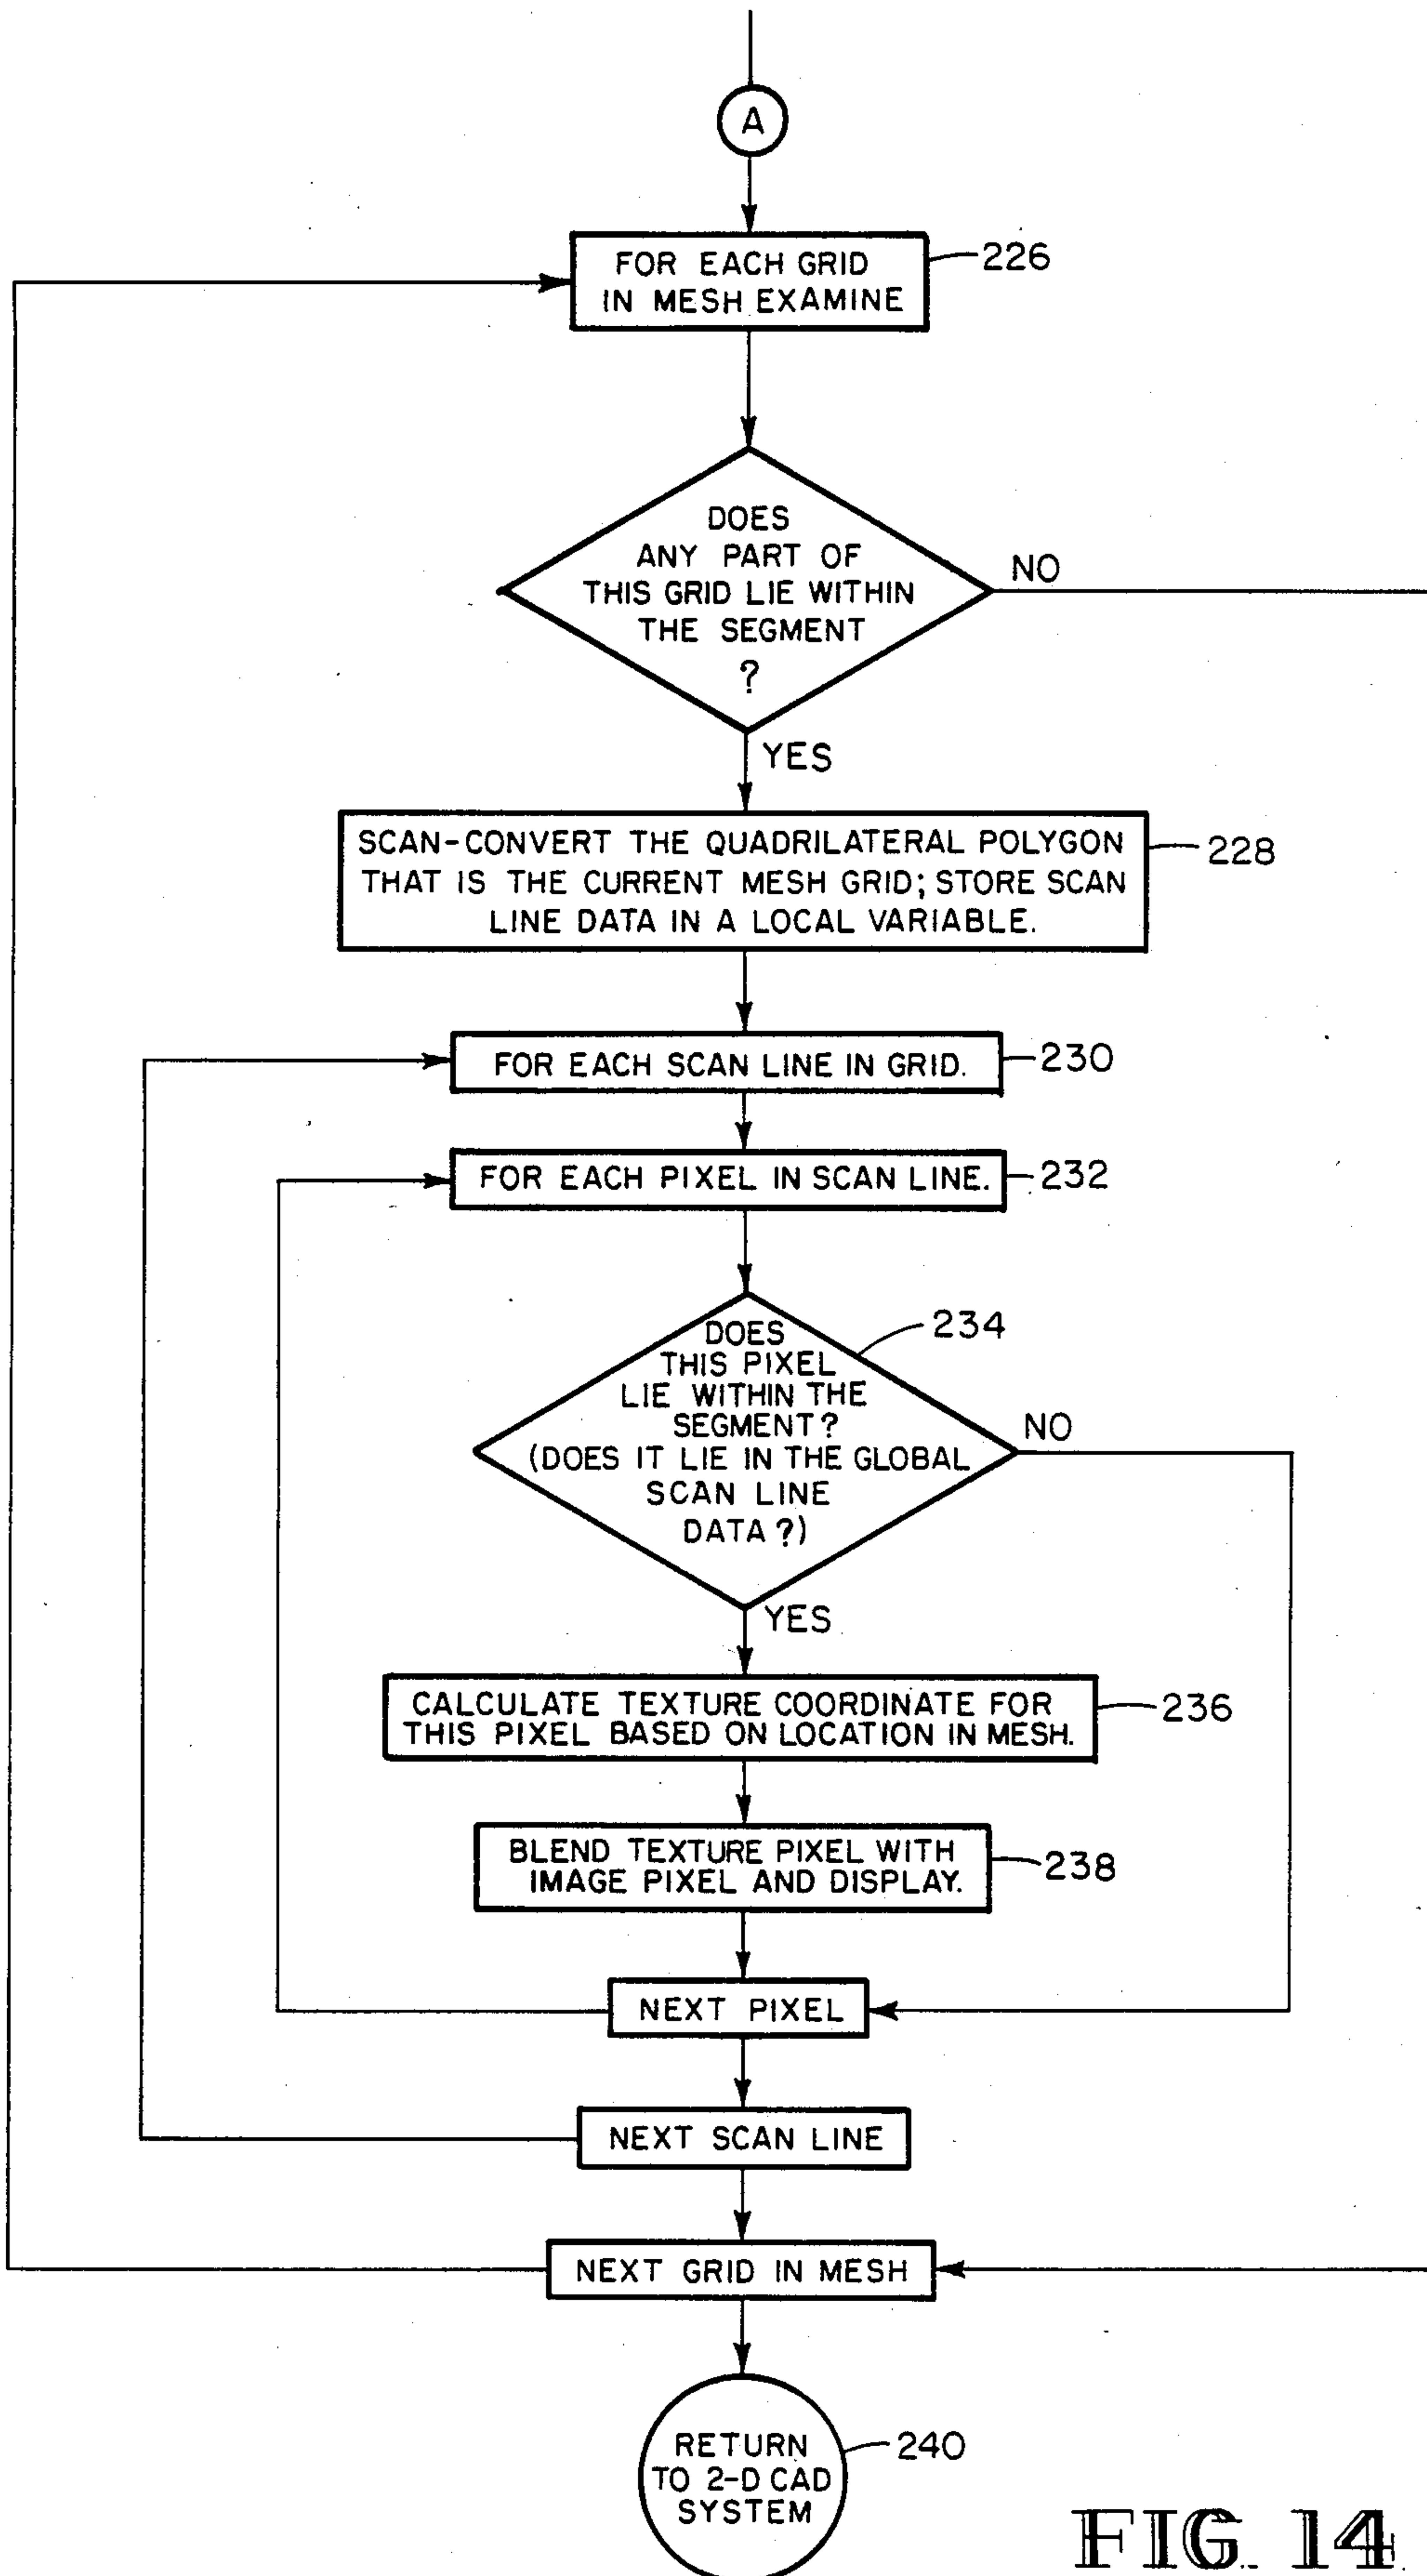 A
FOR EACH GRID
IN MESH EXAMINE
226
DOES
ANY PART OF
THIS GRID LIE WITHIN
THE SEGMENT
?
NO
YES
SCAN-CONVERT THE QUADRILATERAL POLYGON
THAT IS THE CURRENT MESH GRID; STORE SCAN
LINE DATA IN A LOCAL VARIABLE.
228
FOR EACH SCAN LINE IN GRID.
230
FOR EACH PIXEL IN SCAN LINE.
232
DOES
THIS PIXEL
LIE WITHIN THE
SEGMENT?
(DOES IT LIE IN THE GLOBAL
SCAN LINE
DATA?)
234
NO
YES
CALCULATE TEXTURE COORDINATE FOR
THIS PIXEL BASED ON LOCATION IN MESH.
236
BLEND TEXTURE PIXEL WITH
IMAGE PIXEL AND DISPLAY.
238
NEXT PIXEL
NEXT SCAN LINE
NEXT GRID IN MESH
RETURN
TO 2-D CAD
SYSTEM
240
FIG. 14